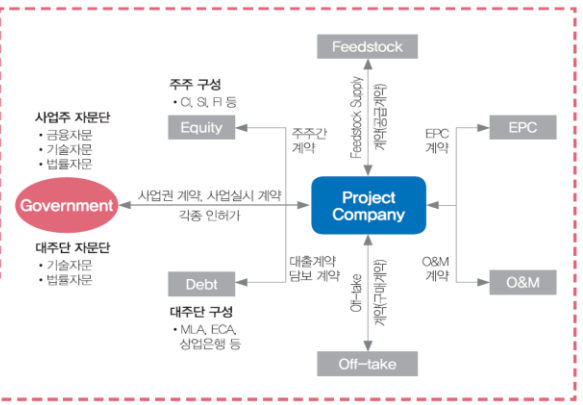 Feedstock
주주 구성
• CI, SI, FI 등
Equity
사업주 자문단
• 금융자문
• 기술자문
• 법률자문
주주간
계약
Feedstock Supply
계약(공급계약)
EPC
계약
EPC
Government
사업권 계약, 사업실시 계약
각종 인허가
Project
Company
대주단 자문단
• 기술자문
• 법률자문
대출계약
담보 계약
Debt
대주단 구성
• MLA, ECA,
상업은행 등
Off-take
계약(구매계약)
O&M
계약
O&M
Off-take